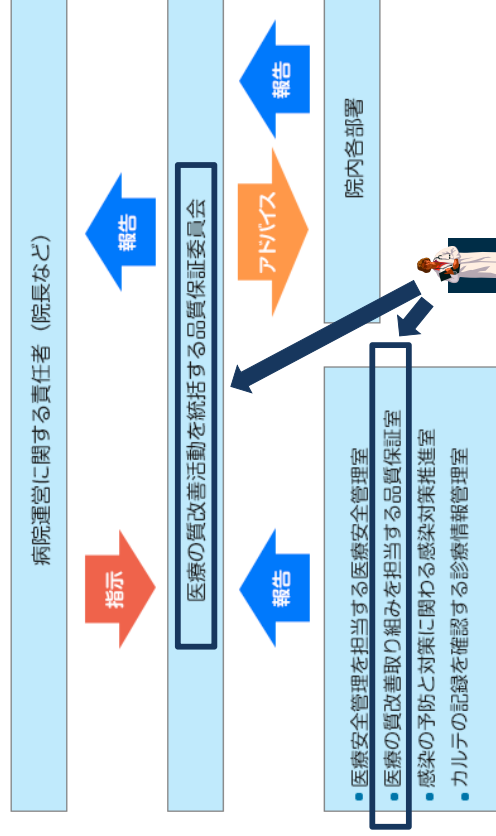 病院運営に関する責任者（院長など）
指示
報告
医療の質改善活動を統括する品質保証委員会
報告
アドバイス
報告
• 医療安全管理を担当する医療安全管理室
• 医療の質改善取り組みを担当する品質保証室
• 感染の予防と対策に関わる感染対策推進室
• カルテの記録を確認する診療情報管理室
院内各部署